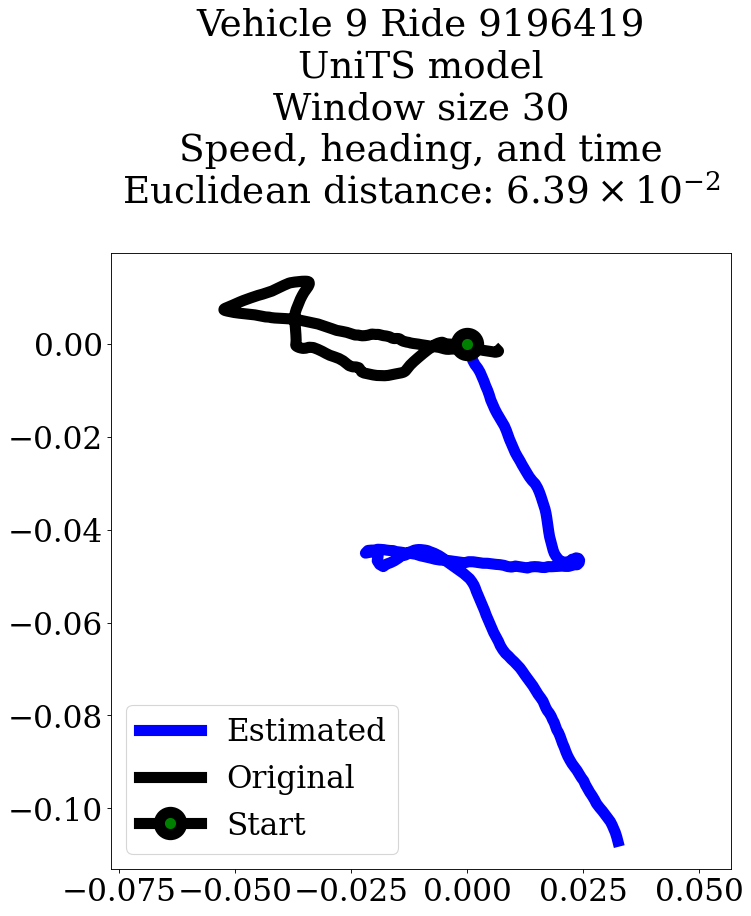 Vehicle 9 Ride 9196419
UniTS model
Window size 30
Speed, heading, and time
Euclidean distance: 6.39 × 10⁻²
0.00
−0.02
−0.04
−0.06
−0.08
−0.10
Estimated
Original
Start
−0.075 −0.050 −0.025 0.000 0.025 0.050